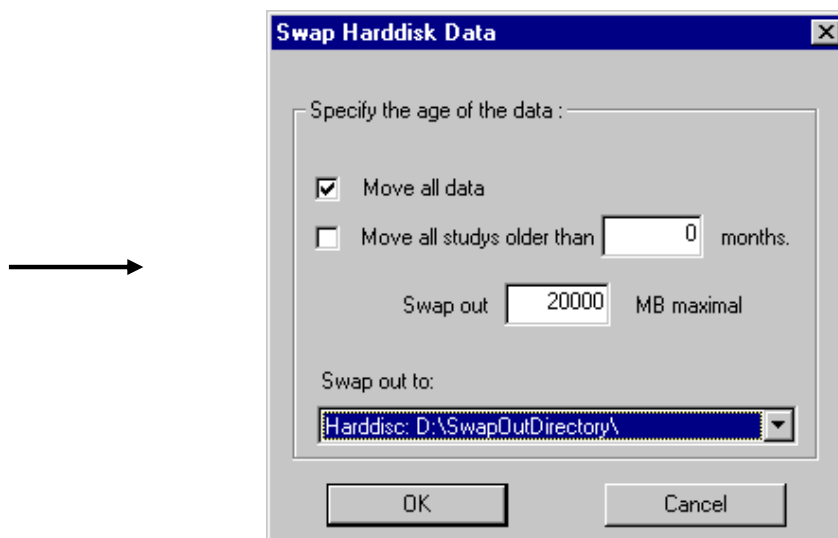 Swap Harddisk Data
Specify the age of the data :
Move all data
Move all studys older than 0 months.
Swap out 20000 MB maximal
Swap out to:
Harddisc: D:\SwapOutDirectory\
OK Cancel